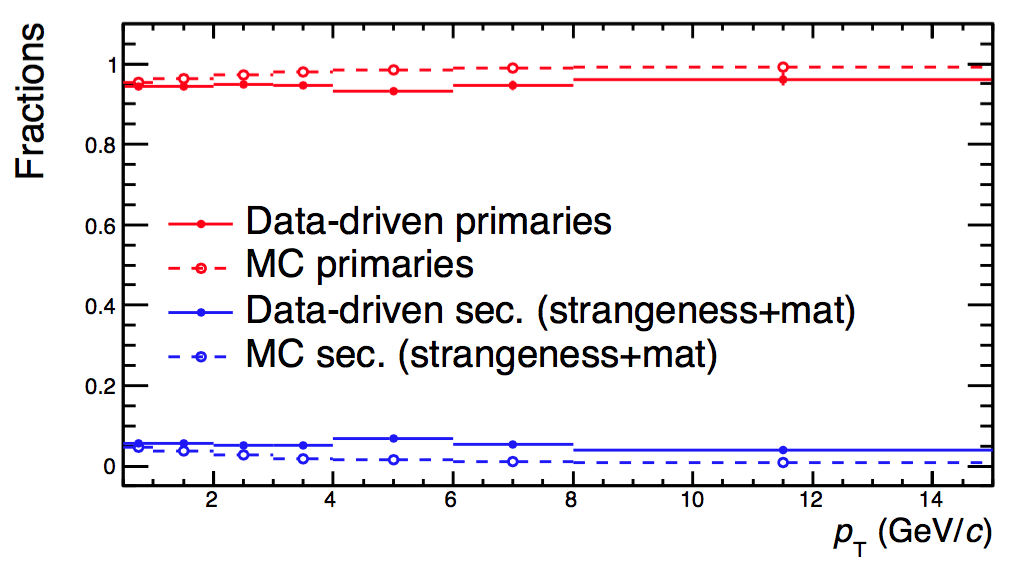 Fractions
1
0.8
0.6
0.4
0.2
0
Data-driven primaries
MC primaries
Data-driven sec. (strangeness+mat)
MC sec. (strangeness+mat)
2 4 6 8 10 12 14
p_T (GeV/c)